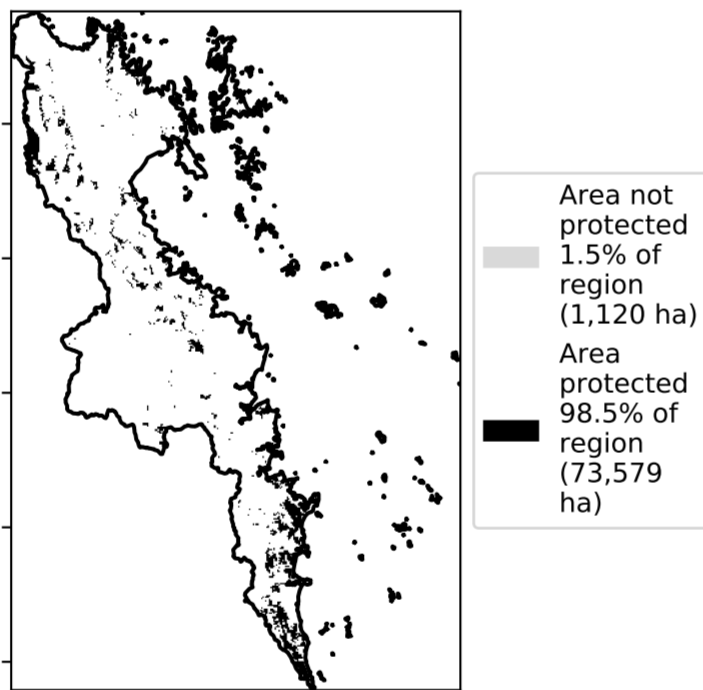 Area not
protected
1.5% of
region
(1,120 ha)
Area
protected
98.5% of
region
(73,579
ha)